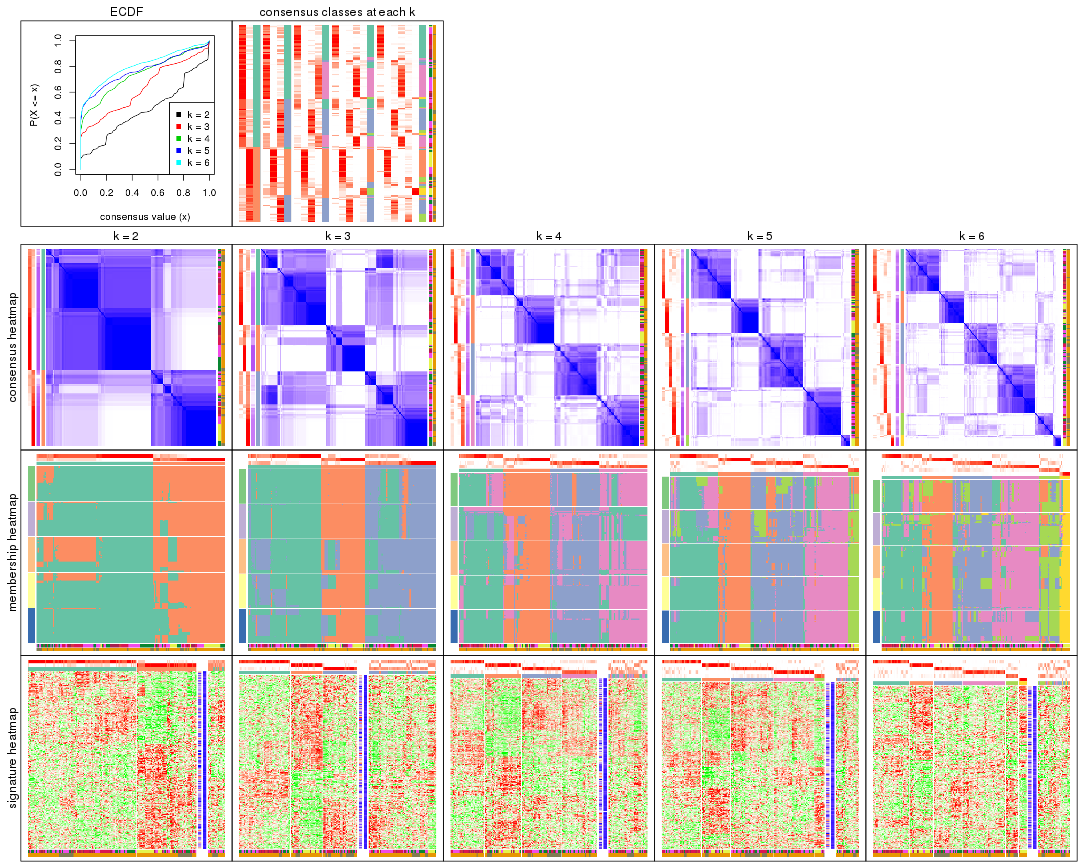 ECDF
consensus classes at each k
P(X <= x)
0.0 0.2 0.4 0.6 0.8 1.0
k = 2
k = 3
k = 4
k = 5
k = 6
0.0 0.2 0.4 0.6 0.8 1.0
consensus value (x)
k = 2
k = 3
k = 4
k = 5
k = 6
consensus heatmap
membership heatmap
signature heatmap